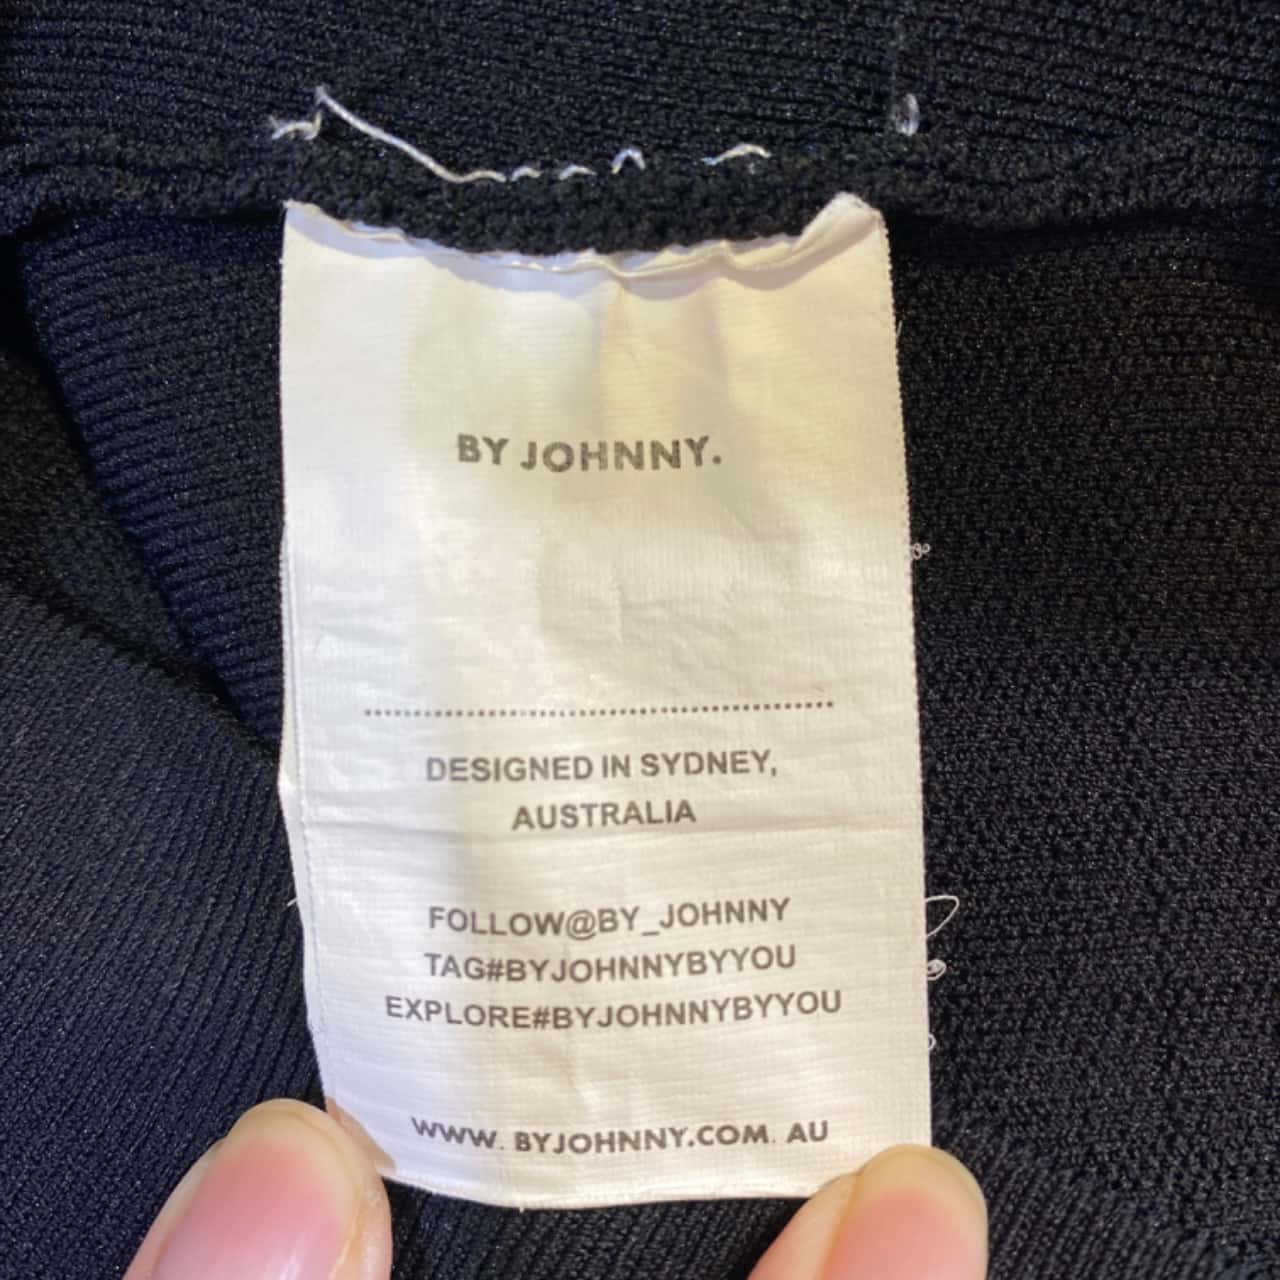 BY JOHNNY.
DESIGNED IN SYDNEY,
AUSTRALIA
FOLLOW@BY_JOHNNY
TAG#BYJOHNNYBYYOU
EXPLORE#BYJOHNNYBYYOU
WWW. BYJOHNNY.COM. AU